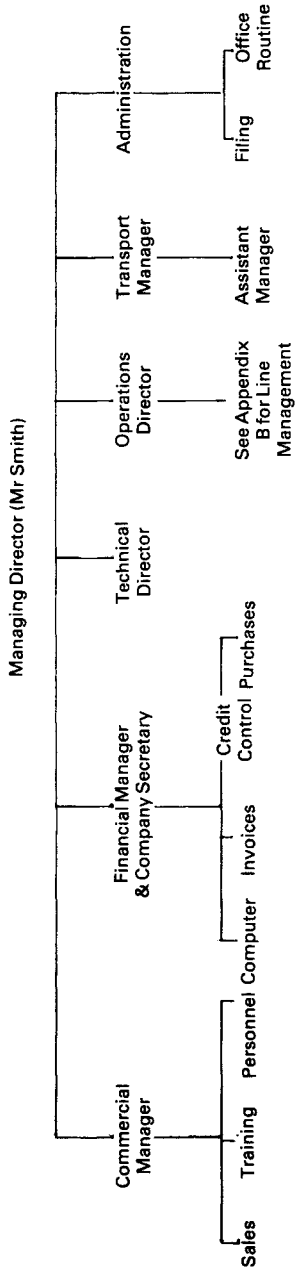 Managing Director (Mr Smith)
Commercial
Manager
Financial Manager
& Company Secretary
Technical
Director
Operations
Director
Transport
Manager
Administration
Sales
Training
Personnel
Computer
Invoices
Credit
Control
Purchases
See Appendix
B for Line
Management
Assistant
Manager
Filing
Office
Routine